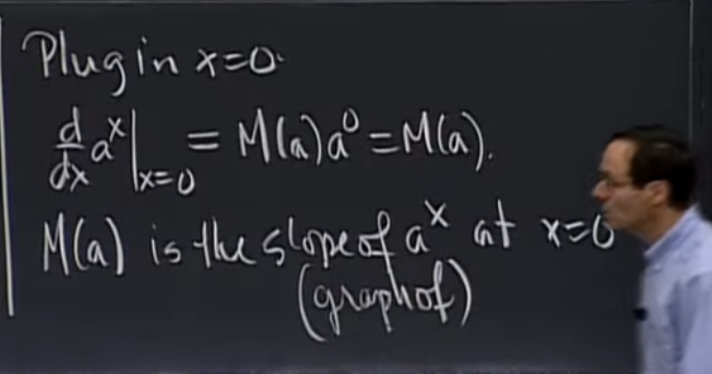 Plug in x=0.
d/dx a^x |_{x=0} = M(a)a^0 = M(a).
M(a) is the slope of a^x at x=0
(graph of)